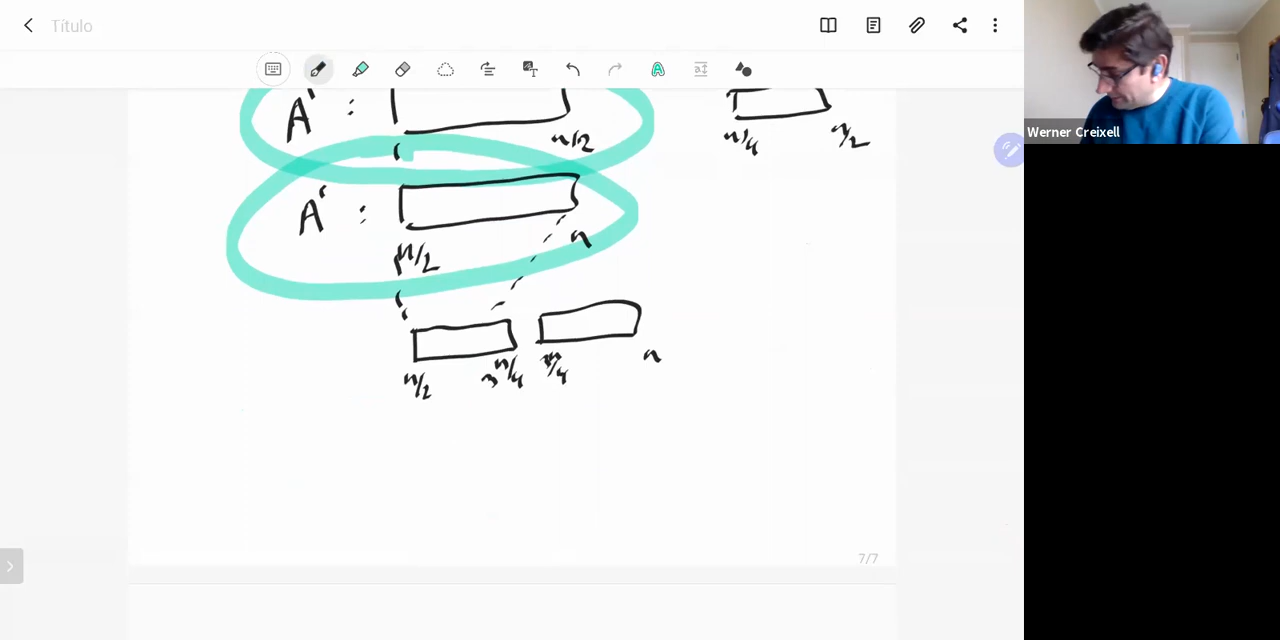 Título
Werner Creixell
A' :
n/2
n/4
n/2
A' :
n/2
n
n/2
3n/4
n/4
n
7/7